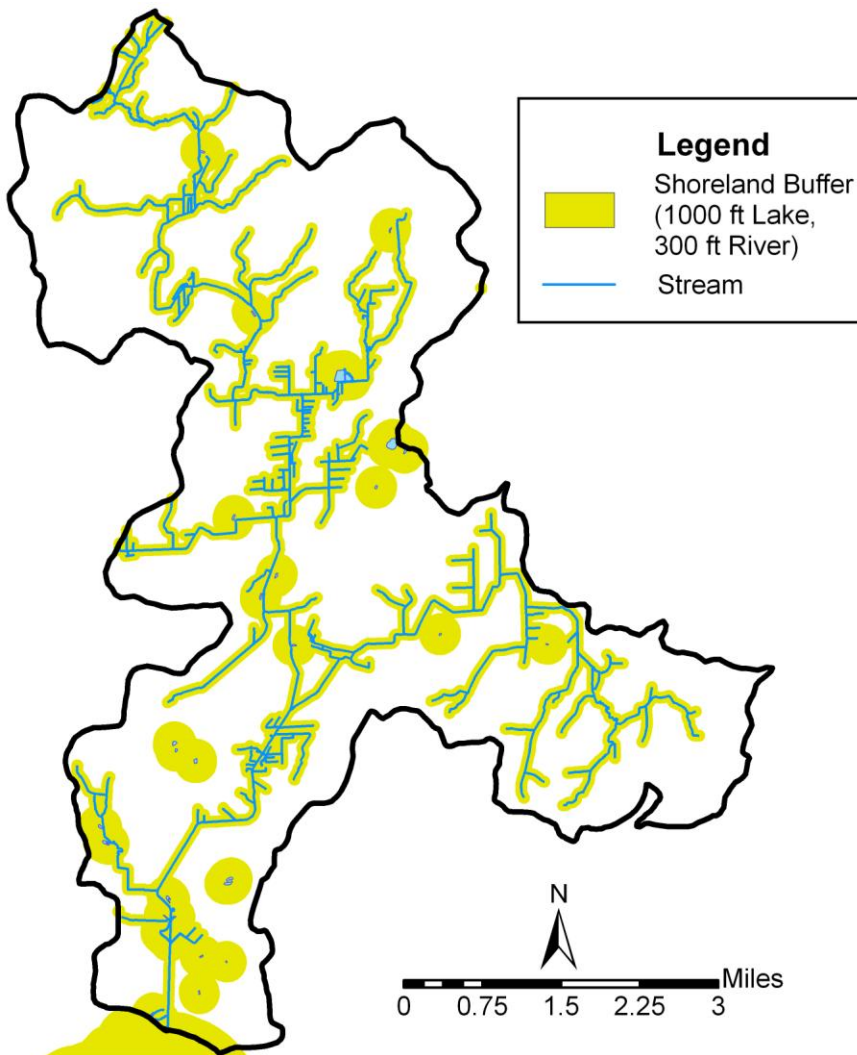 Legend
Shoreland Buffer
(1000 ft Lake,
300 ft River)
Stream
N
Miles
0 0.75 1.5 2.25 3